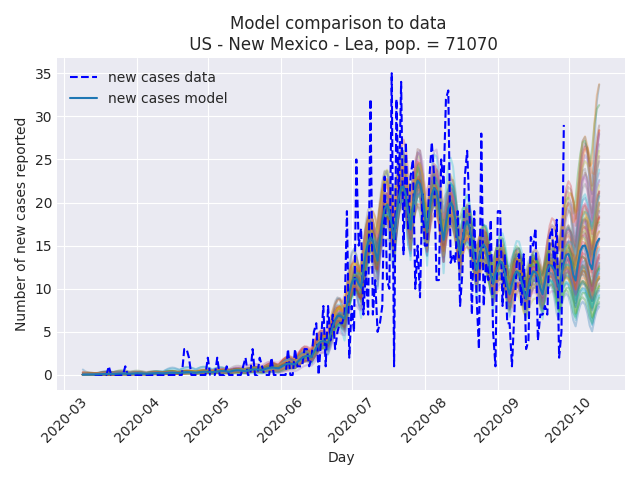 Model comparison to data
US - New Mexico - Lea, pop. = 71070
new cases data
new cases model
Number of new cases reported
35
30
25
20
15
10
5
0
2020-03
2020-04
2020-05
2020-06
2020-07
2020-08
2020-09
2020-10
Day